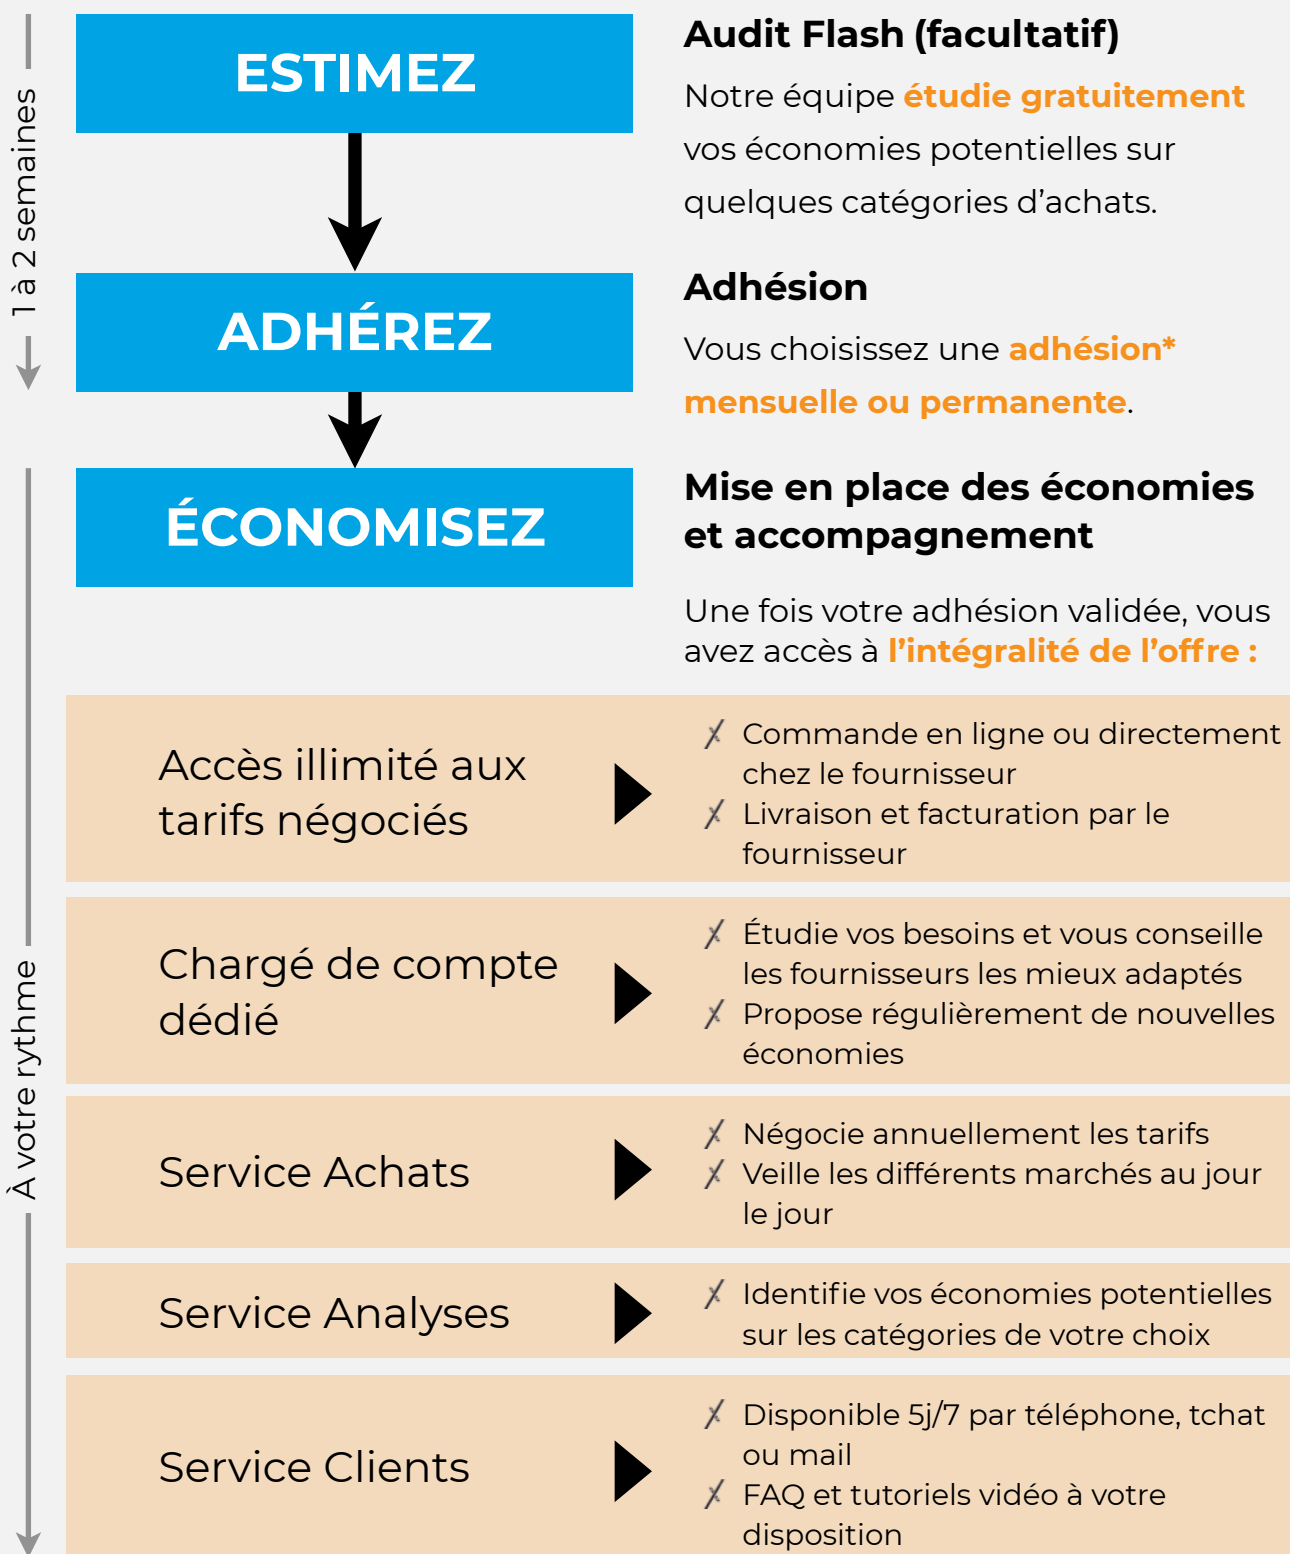 1 à 2 semaines
ESTIMEZ
Audit Flash (facultatif)
Notre équipe étudie gratuitement
vos économies potentielles sur
quelques catégories d’achats.
ADHÉREZ
Adhésion
Vous choisissez une adhésion*
mensuelle ou permanente.
À votre rythme
ÉCONOMISEZ
Mise en place des économies
et accompagnement
Une fois votre adhésion validée, vous
avez accès à l’intégralité de l’offre :
Accès illimité aux
tarifs négociés
Commande en ligne ou directement
chez le fournisseur
Livraison et facturation par le
fournisseur
Chargé de compte
dédié
Étudie vos besoins et vous conseille
les fournisseurs les mieux adaptés
Propose régulièrement de nouvelles
économies
Service Achats
Négocie annuellement les tarifs
Veille les différents marchés au jour
le jour
Service Analyses
Identifie vos économies potentielles
sur les catégories de votre choix
Service Clients
Disponible 5j/7 par téléphone, tchat
ou mail
FAQ et tutoriels vidéo à votre
disposition